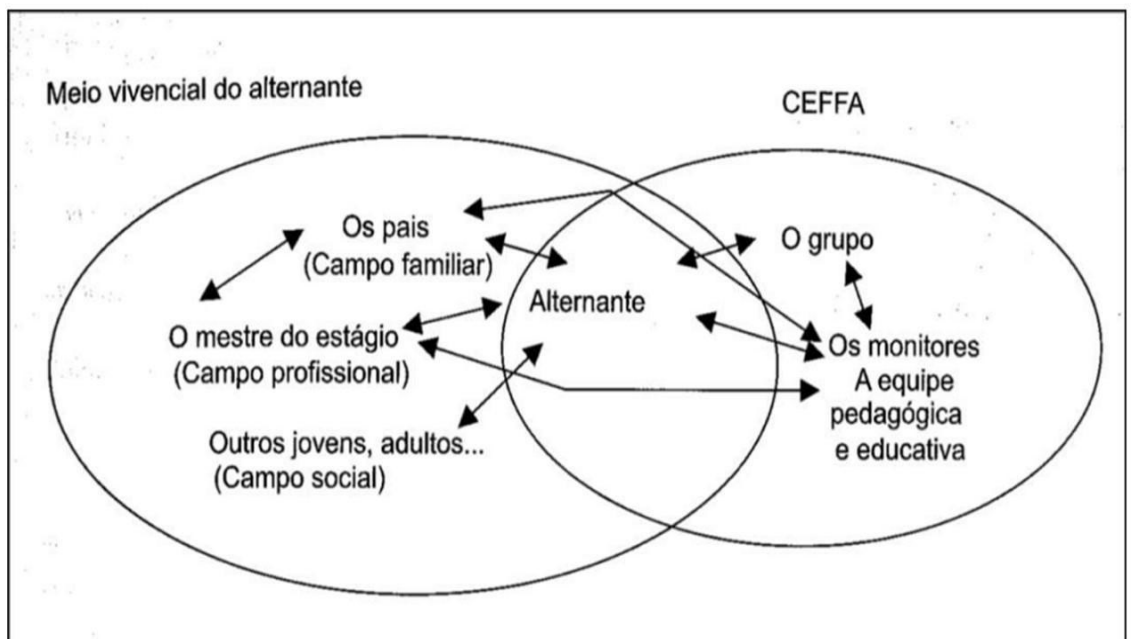 Meio vivencial do alternante
CEFFA
Os pais
(Campo familiar)
O grupo
Alternante
O mestre do estágio
(Campo profissional)
Os monitores
A equipe
pedagógica
e educativa
Outros jovens, adultos...
(Campo social)